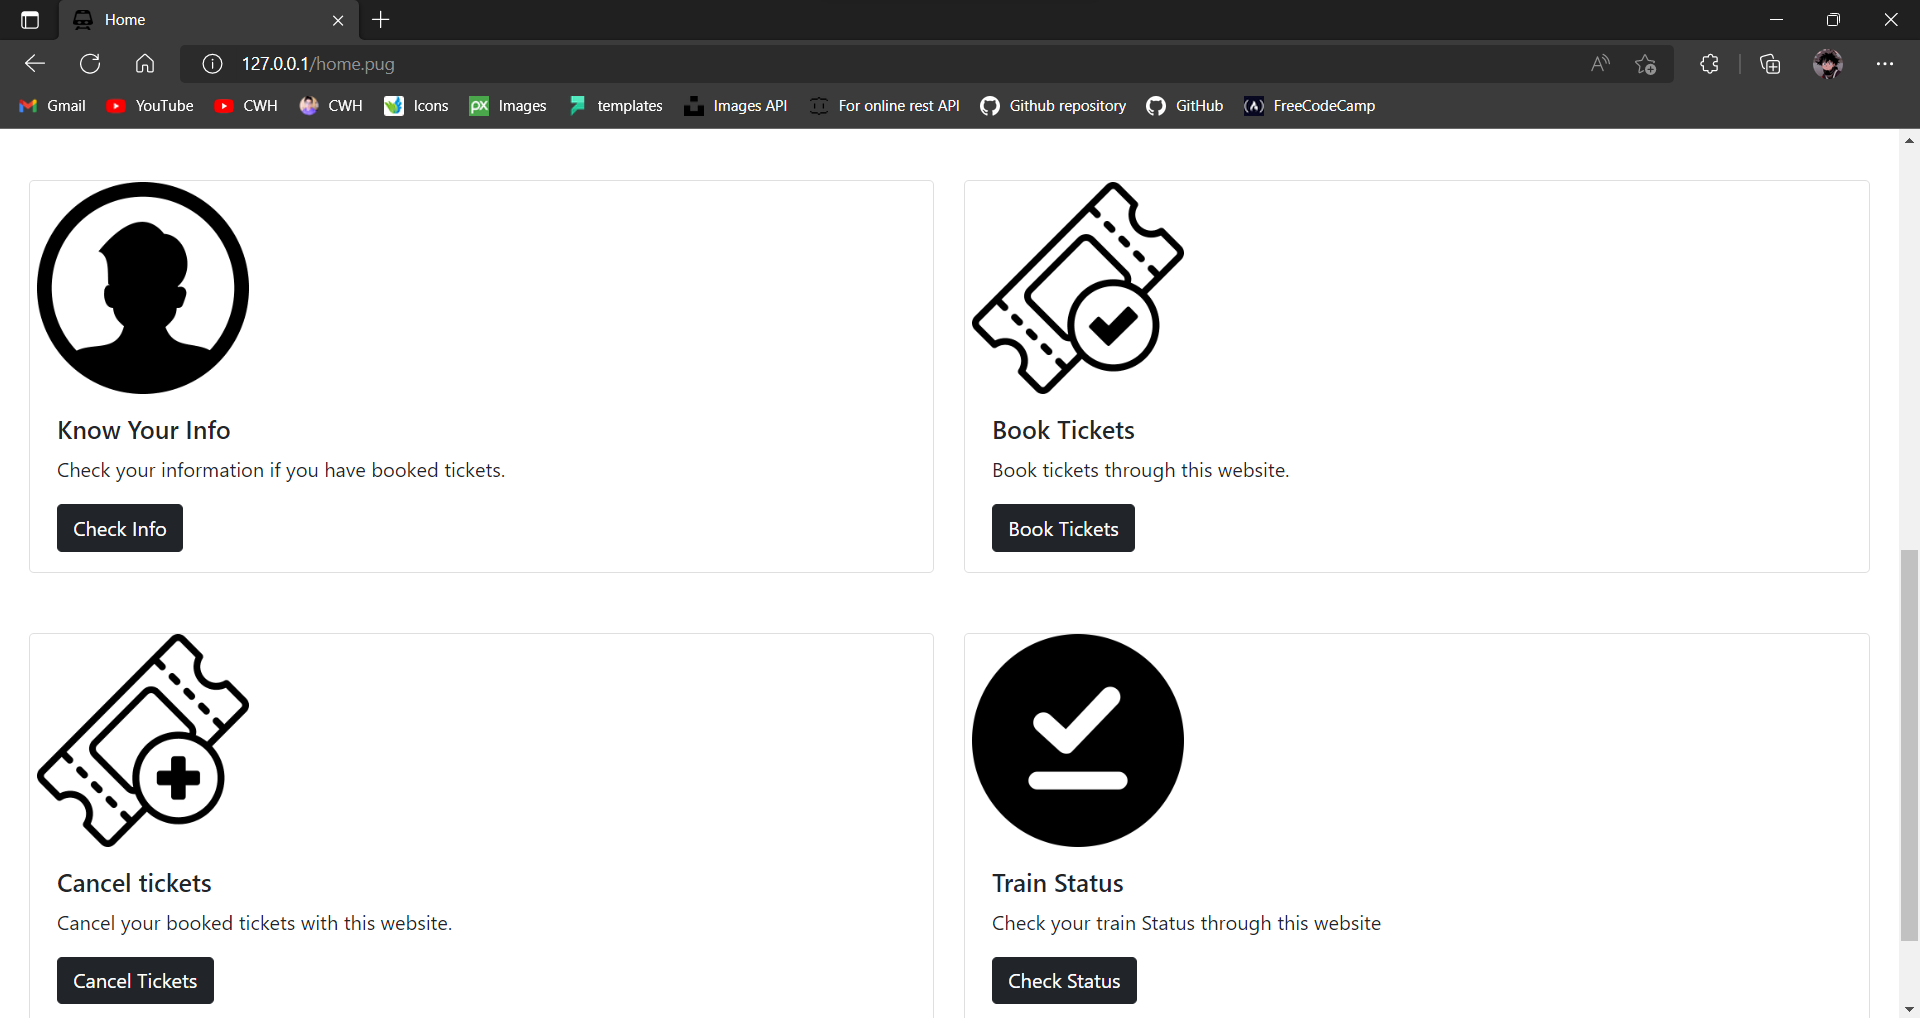 Home
127.0.0.1/home.pug
Gmail YouTube CWH CWH Icons Images templates Images API For online rest API Github repository GitHub FreeCodeCamp
Know Your Info
Check your information if you have booked tickets.
Check Info
Book Tickets
Book tickets through this website.
Book Tickets
Cancel tickets
Cancel your booked tickets with this website.
Cancel Tickets
Train Status
Check your train Status through this website
Check Status